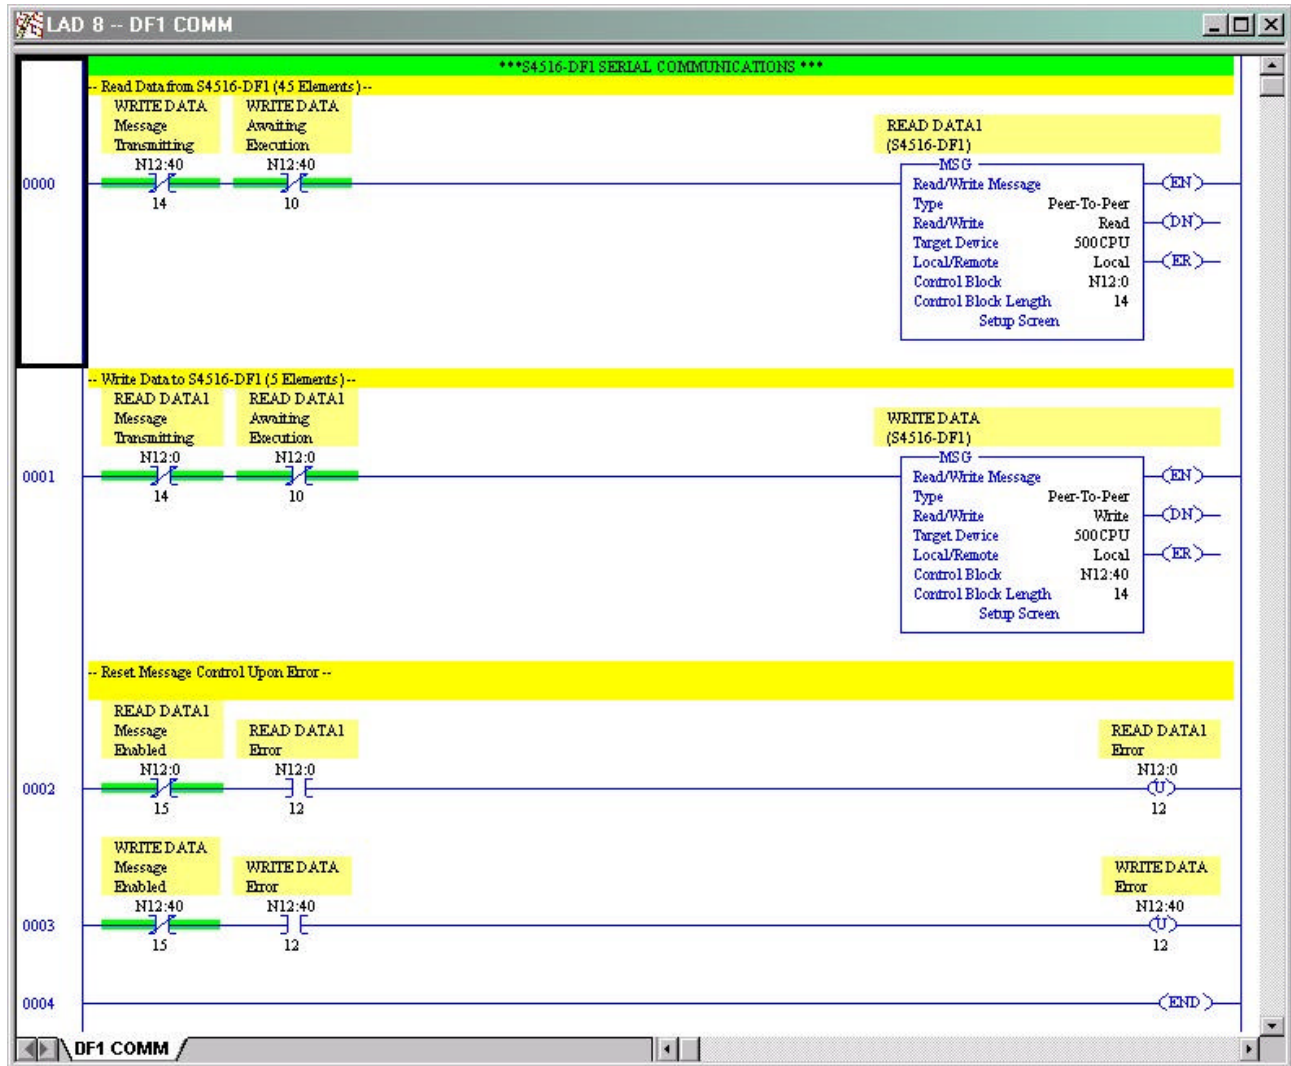 LAD 8 -- DF1 COMM
***S4516-DF1 SERIAL COMMUNICATIONS ***
-- Read Data from S4516-DF1 (45 Elements) --
WRITE DATA WRITE DATA
Message Awaiting
Transmitting Execution
N12:40 N12:40
14 10
READ DATA1
(S4516-DF1)
MSG
0000
Read/Write Message (EN)
Type Peer-To-Peer
Read/Write Read (DN)
Target Device 500CPU
Local/Remote Local (ER)
Control Block N12:0
Control Block Length 14
Setup Screen
-- Write Data to S4516-DF1 (5 Elements) --
READ DATA1 READ DATA1
Message Awaiting
Transmitting Execution
N12:0 N12:0
14 10
WRITE DATA
(S4516-DF1)
MSG
0001
Read/Write Message (EN)
Type Peer-To-Peer
Read/Write Write (DN)
Target Device 500CPU
Local/Remote Local (ER)
Control Block N12:40
Control Block Length 14
Setup Screen
-- Reset Message Control Upon Error --
READ DATA1
Message READ DATA1 READ DATA1
Enabled Error Error
N12:0 N12:0 N12:0
0002 (U)
15 12 12
WRITE DATA
Message WRITE DATA WRITE DATA
Enabled Error Error
N12:40 N12:40 N12:40
0003 (U)
15 12 12
0004 (END)
DF1 COMM